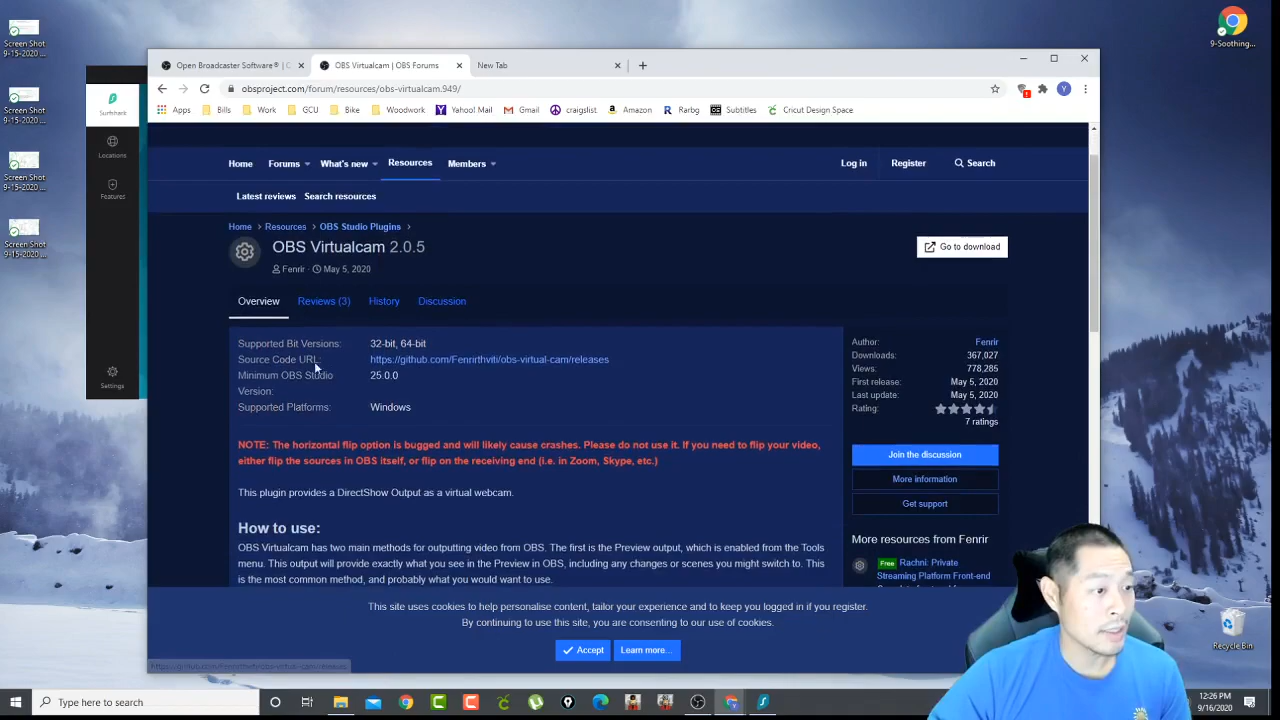 Screen Shot
9-15-2020 ...
Screen Shot
9-15-2020 ...
Screen Shot
9-15-2020 ...
Screen Shot
9-15-2020 ...
9-Soothing...
Surfshark
Locations
Features
Settings
Open Broadcaster Software® | C
OBS Virtualcam | OBS Forums
New Tab
obsproject.com/forum/resources/obs-virtualcam.949/
Y
Apps Bills Work GCU Budget Woodwork Yahoo! Mail Gmail craigslist Amazon Rarbg Subtitles Cricut Design Space
Home Forums What's new Resources Members Log in Register Search
Latest reviews Search resources
Home > Resources > OBS Studio Plugins >
OBS Virtualcam 2.0.5
Go to download
Fenrir May 5, 2020
Overview Reviews (3) History Discussion
Supported Bit Versions: 32-bit, 64-bit
Source Code URL: https://github.com/Fenrirthviti/obs-virtual-cam/releases
Minimum OBS Studio 25.0.0
Version:
Supported Platforms: Windows
NOTE: The horizontal flip option is bugged and will likely cause crashes. Please do not use it. If you need to flip your video,
either flip the sources in OBS itself, or flip on the receiving end (i.e. in Zoom, Skype, etc.)
This plugin provides a DirectShow Output as a virtual webcam.
How to use:
OBS Virtualcam has two main methods for outputting video from OBS. The first is the Preview output, which is enabled from the Tools
menu. This output will provide exactly what you see in the Preview in OBS, including any changes or scenes you might switch to. This
is the most common method, and probably what you would want to use.
Author: Fenrir
Downloads: 367,027
Views: 778,285
First release: May 5, 2020
Last update: May 5, 2020
Rating:
7 ratings
Join the discussion
More information
Get support
More resources from Fenrir
Free Rachni: Private
Streaming Platform Front-end
This site uses cookies to help personalise content, tailor your experience and to keep you logged in if you register.
By continuing to use this site, you are consenting to our use of cookies.
Accept Learn more...
https://github.com/Fenrirthviti/obs-virtual-cam/releases
Recycle Bin
Type here to search
12:26 PM
9/16/2020